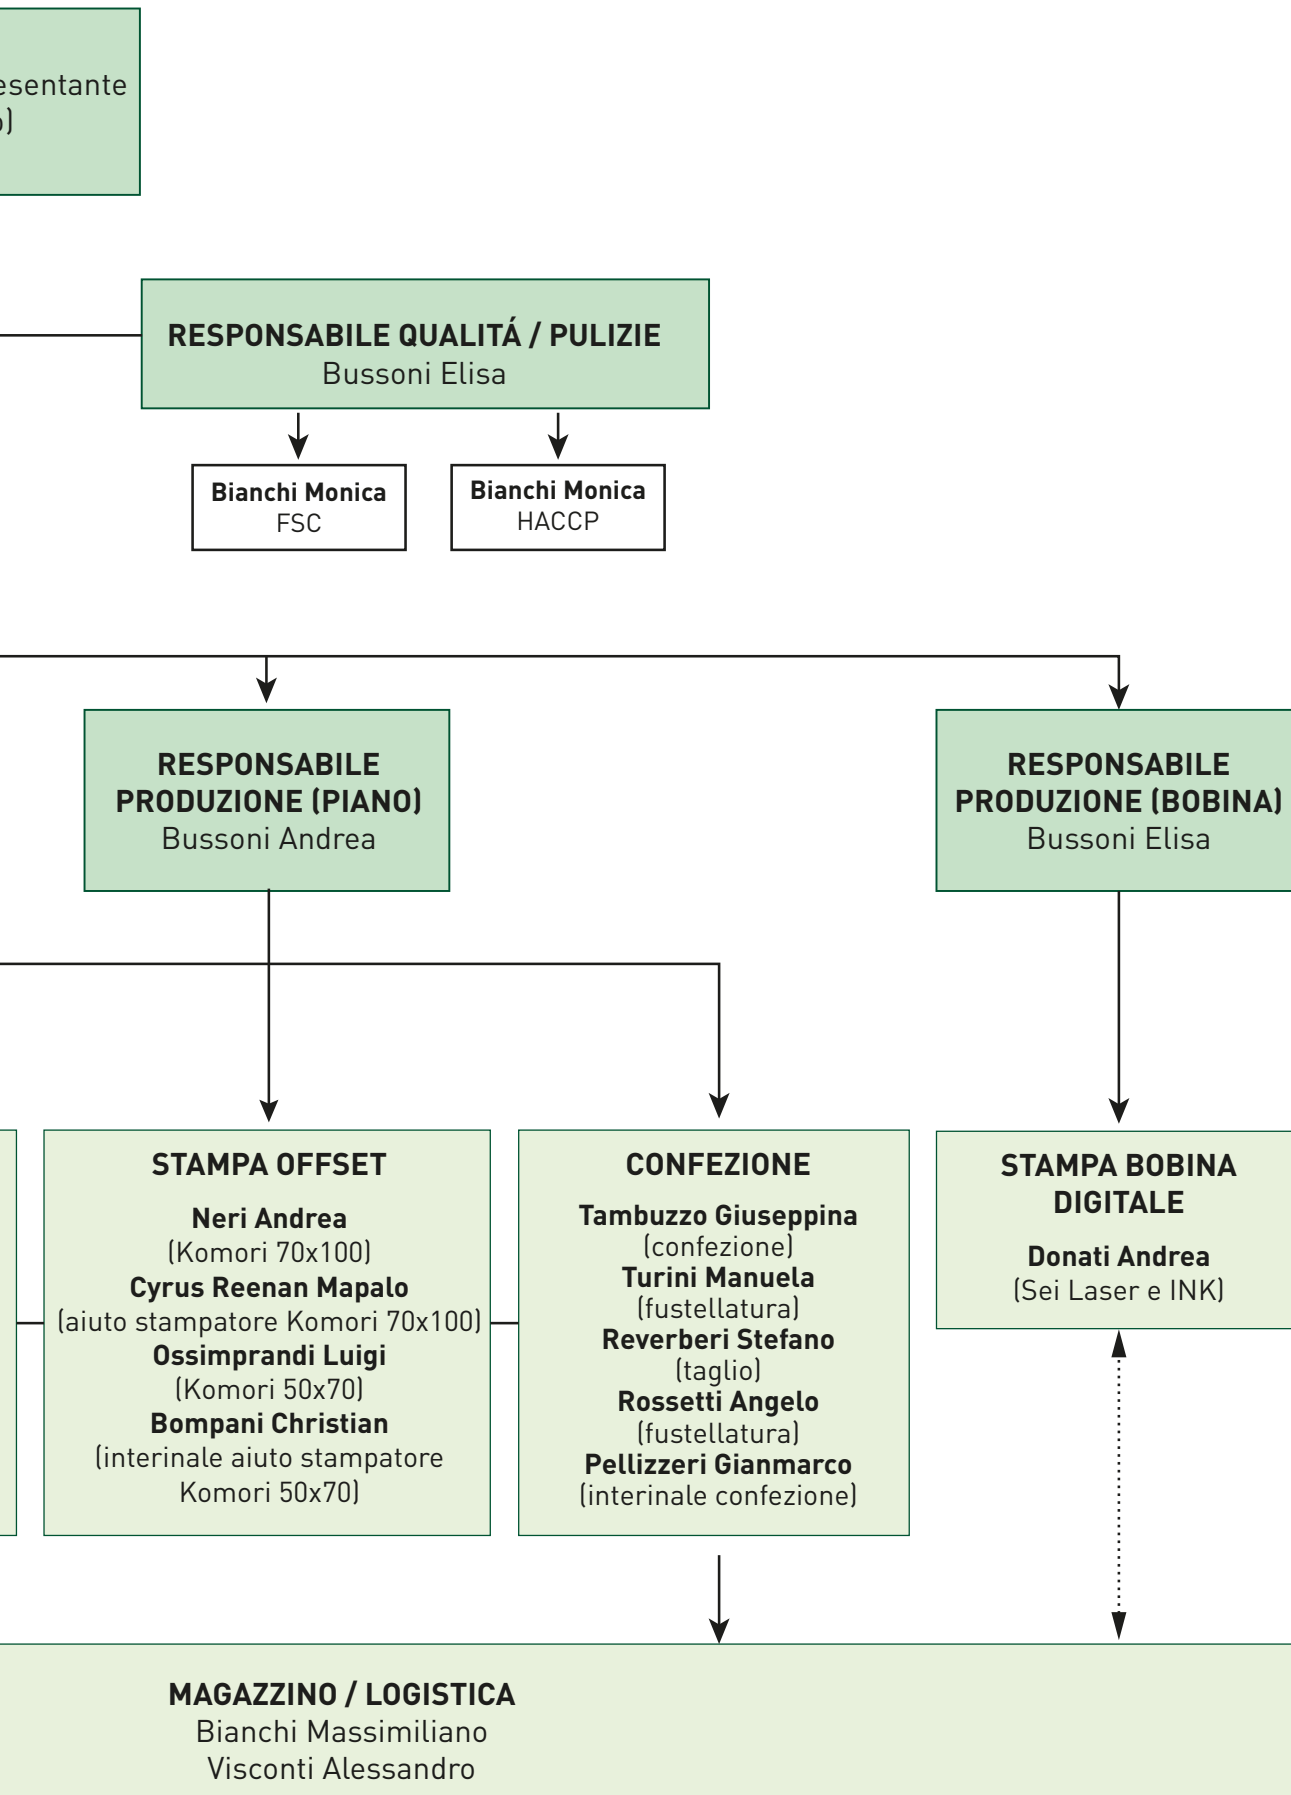 esentante
o)
RESPONSABILE QUALITÁ / PULIZIE
Bussoni Elisa
Bianchi Monica
FSC
Bianchi Monica
HACCP
RESPONSABILE
PRODUZIONE (PIANO)
Bussoni Andrea
RESPONSABILE
PRODUZIONE (BOBINA)
Bussoni Elisa
STAMPA OFFSET
Neri Andrea
(Komori 70x100)
Cyrus Reenan Mapalo
(aiuto stampatore Komori 70x100)
Ossimprandi Luigi
(Komori 50x70)
Bompani Christian
(interinale aiuto stampatore
Komori 50x70)
CONFEZIONE
Tambuzzo Giuseppina
(confezione)
Turini Manuela
(fustellatura)
Reverberi Stefano
(taglio)
Rossetti Angelo
(fustellatura)
Pellizzeri Gianmarco
(interinale confezione)
STAMPA BOBINA
DIGITALE
Donati Andrea
(Sei Laser e INK)
MAGAZZINO / LOGISTICA
Bianchi Massimiliano
Visconti Alessandro